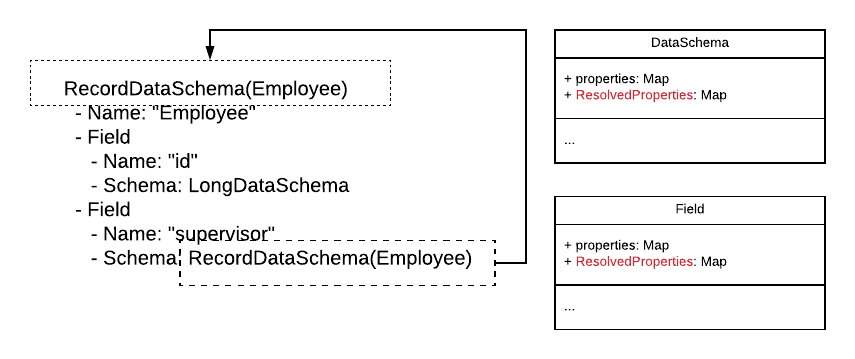 RecordDataSchema(Employee)
- Name: "Employee"
- Field
- Name: "id"
- Schema: LongDataSchema
- Field
- Name: "supervisor"
- Schema: RecordDataSchema(Employee)
DataSchema
+ properties: Map
+ ResolvedProperties: Map
...
Field
+ properties: Map
+ ResolvedProperties: Map
...